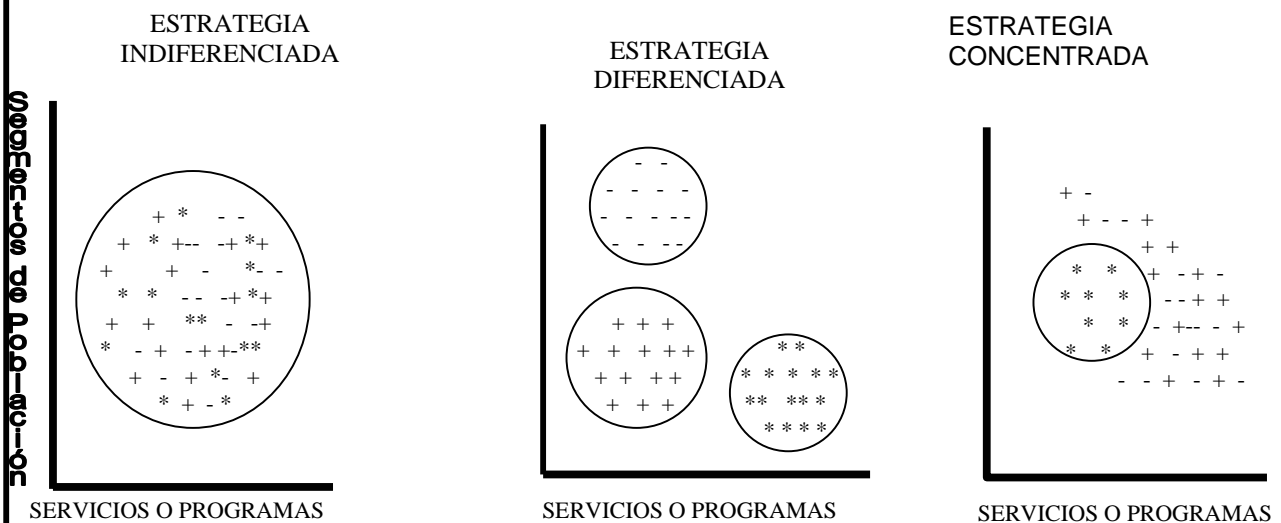 ESTRATEGIA
INDIFERENCIADA
ESTRATEGIA
DIFERENCIADA
ESTRATEGIA
CONCENTRADA
Segmentos de Población
+ * - -
+ * +-- -+*+
+ + - *- -
* * -- -+*+
+ + ** - -+
* - + -++-**
+ - + *- +
* + - *
- -
- - - -
- - - --
- - --
+ + +
+ + + ++
+ + ++
+ + +
**
* * * **
** ***
* * * *
+ -
+ - - +
+ +
* * + - + -
* * * --+ +
* * - +-- - +
* * + - + +
- - + - + -
SERVICIOS O PROGRAMAS
SERVICIOS O PROGRAMAS
SERVICIOS O PROGRAMAS